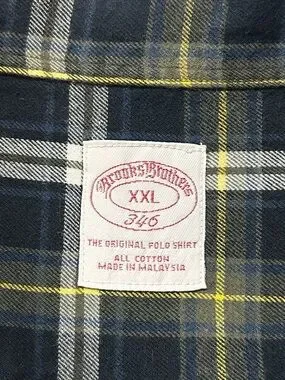 Brooks Brothers
XXL
346
THE ORIGINAL POLO SHIRT
ALL COTTON
MADE IN MALAYSIA